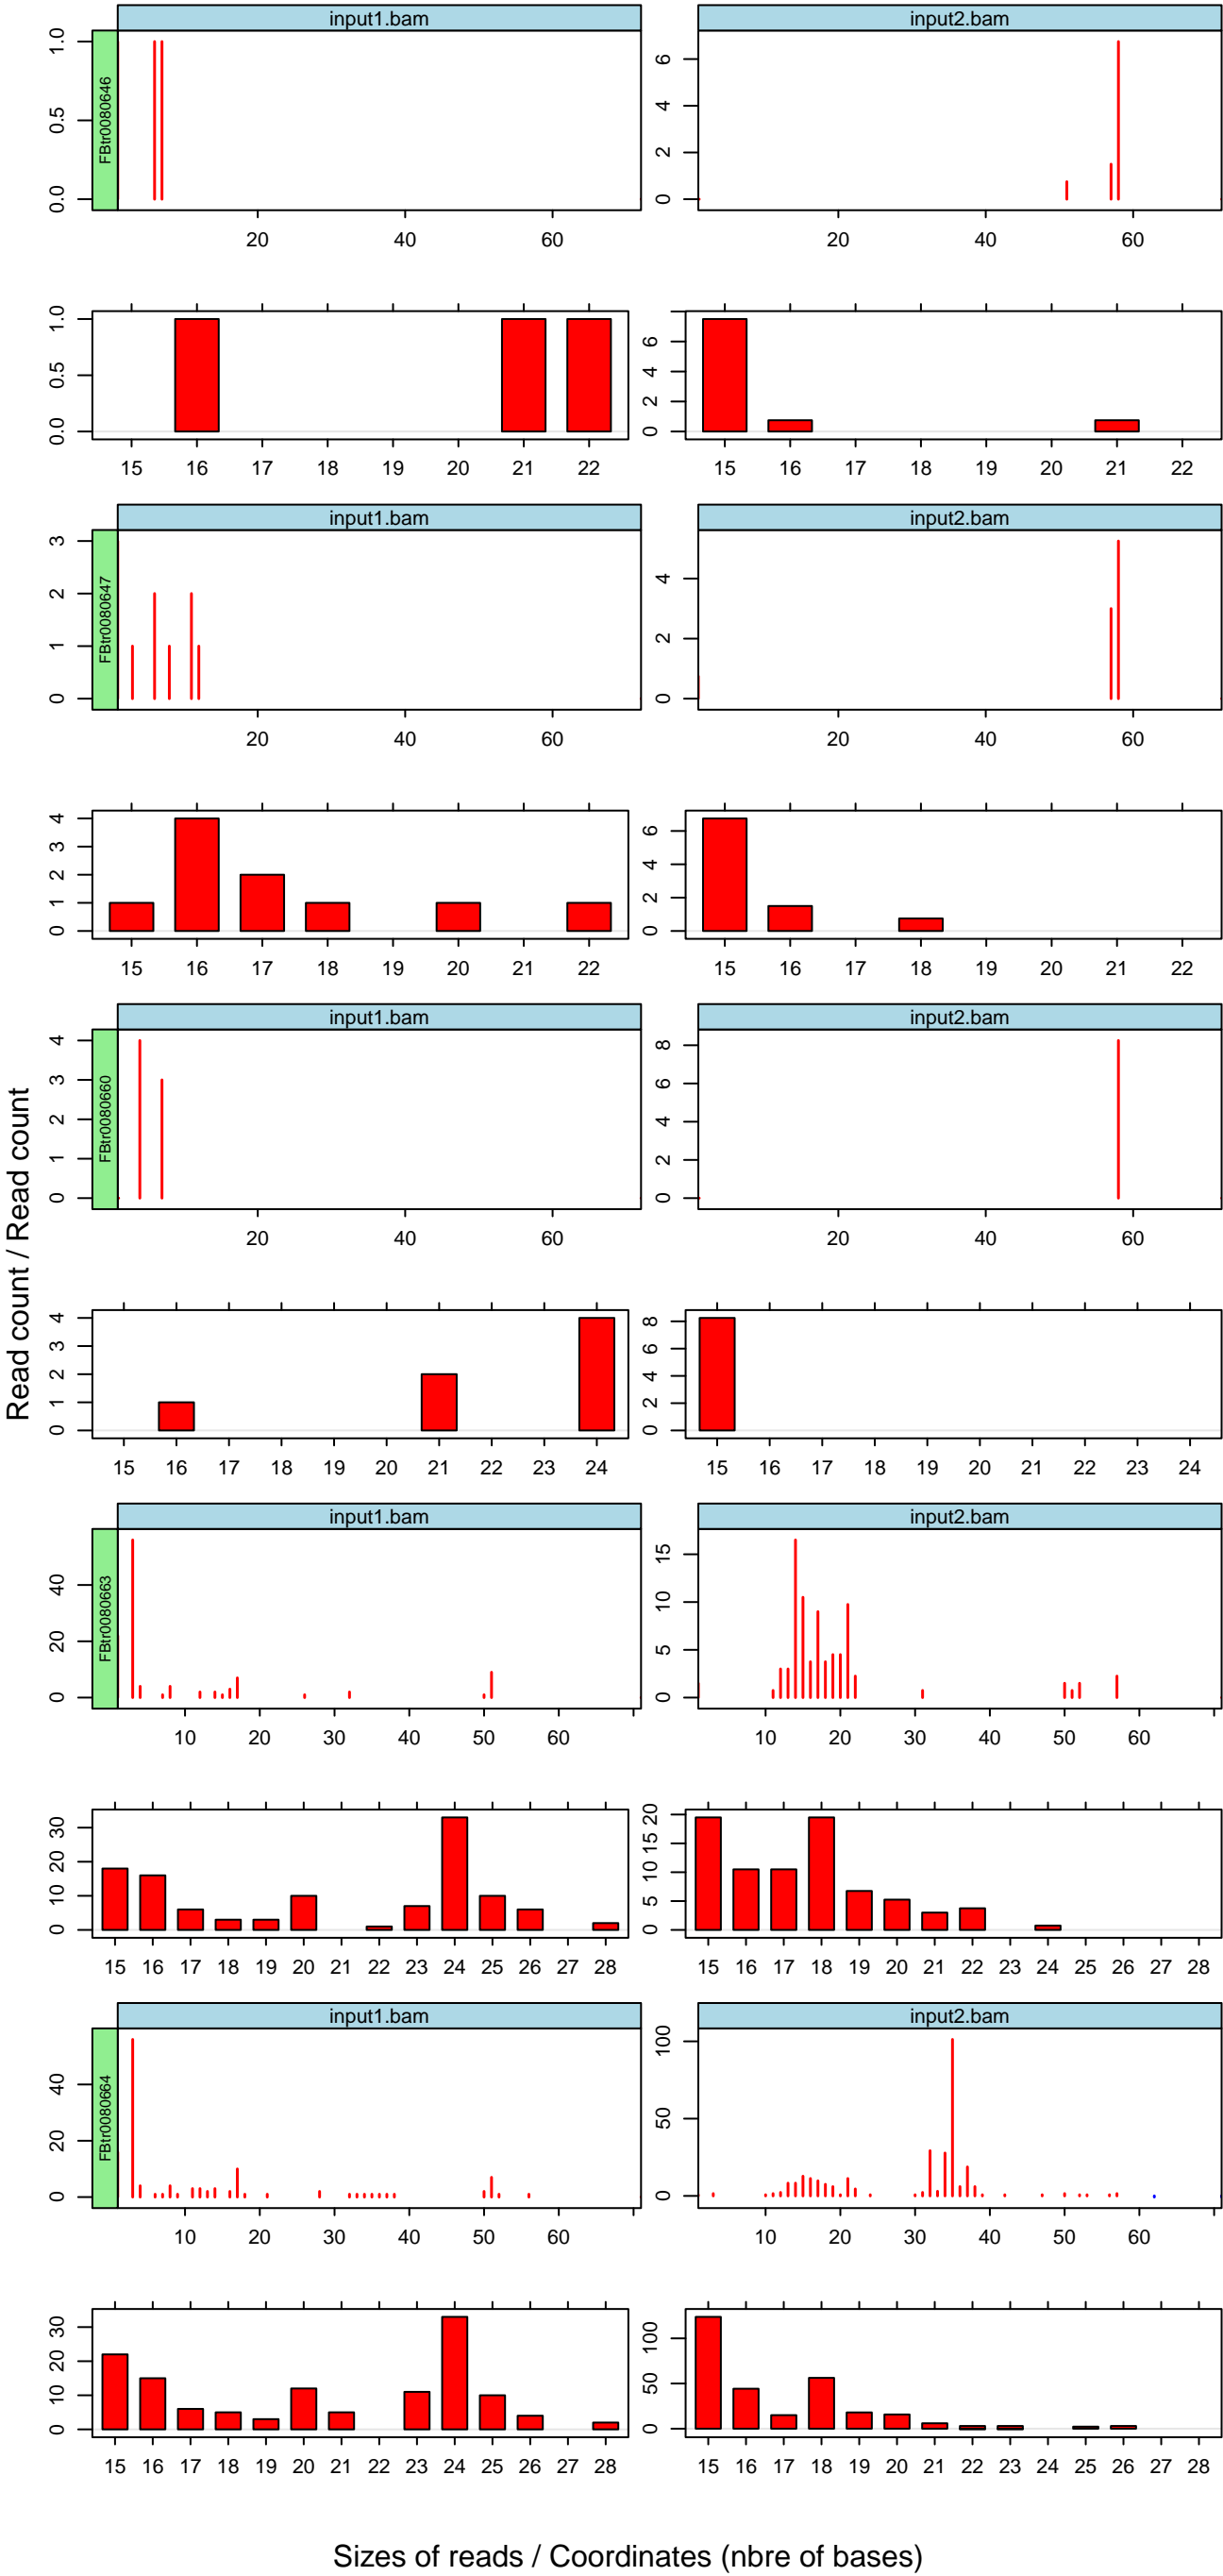 input1.bam input2.bam
FBtr0080646
0.0 0.5 1.0 0 2 4 6
20 40 60 20 40 60
0.0 0.5 1.0 0 2 4 6
15 16 17 18 19 20 21 22 15 16 17 18 19 20 21 22
input1.bam input2.bam
FBtr0080647
0 1 2 3 0 2 4
20 40 60 20 40 60
0 1 2 3 4 0 2 4 6
15 16 17 18 19 20 21 22 15 16 17 18 19 20 21 22
input1.bam input2.bam
FBtr0080660
0 1 2 3 4 0 2 4 6 8
20 40 60 20 40 60
Read count / Read count
0 1 2 3 4 0 2 4 6 8
15 16 17 18 19 20 21 22 23 24 15 16 17 18 19 20 21 22 23 24
input1.bam input2.bam
FBtr0080663
0 20 40 0 5 10 15
10 20 30 40 50 60 10 20 30 40 50 60
0 10 20 30 0 5 10 15 20
15 16 17 18 19 20 21 22 23 24 25 26 27 28 15 16 17 18 19 20 21 22 23 24 25 26 27 28
input1.bam input2.bam
FBtr0080664
0 20 40 0 50 100
10 20 30 40 50 60 10 20 30 40 50 60
0 10 20 30 0 50 100
15 16 17 18 19 20 21 22 23 24 25 26 27 28 15 16 17 18 19 20 21 22 23 24 25 26 27 28
Sizes of reads / Coordinates (nbre of bases)